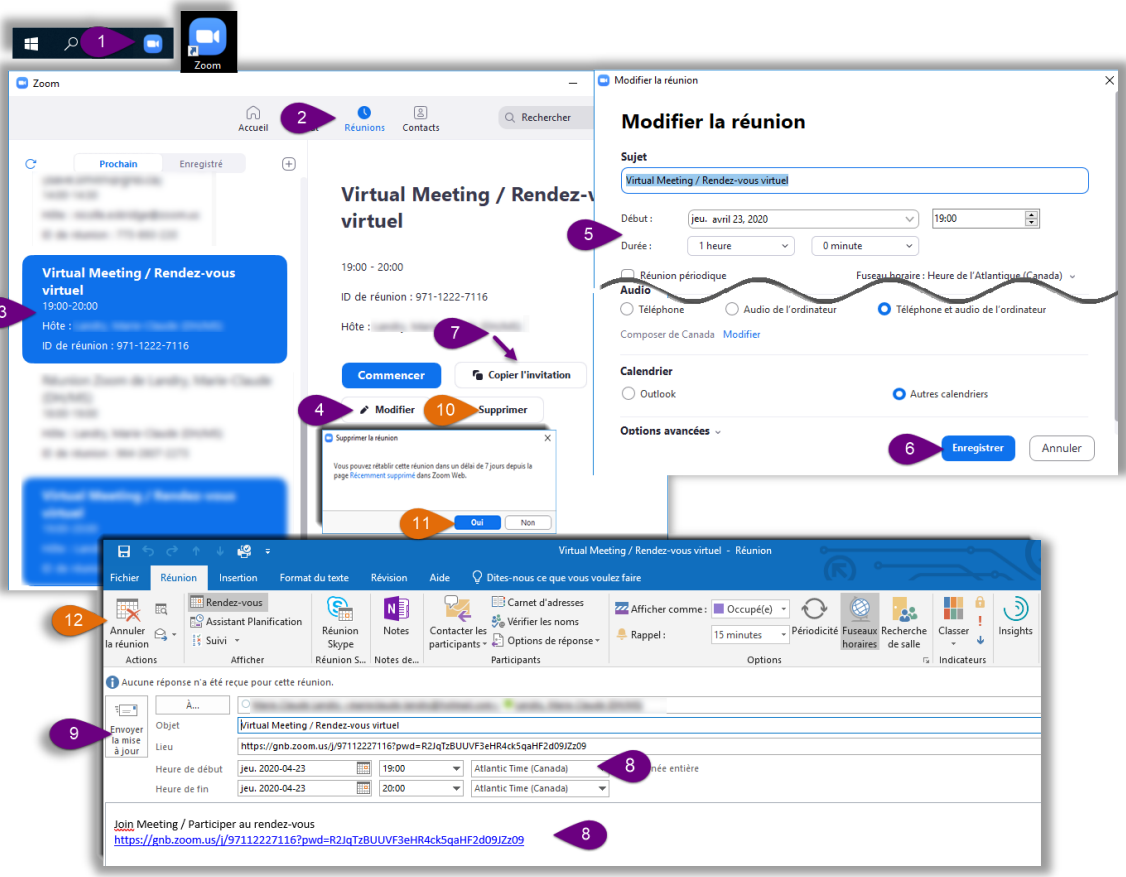 1
Zoom
Zoom
2
Accueil
Réunions
Contacts
Rechercher
Prochain
Enregistré
Virtual Meeting / Rendez-vous
virtuel
19:00-20:00
Hôte :
ID de réunion : 971-1222-7116
3
Virtual Meeting / Rendez-v
virtuel
19:00 - 20:00
ID de réunion : 971-1222-7116
Hôte :
7
Commencer
Copier l'invitation
4
Modifier
10
Supprimer
Supprimer la réunion
Vous pouvez rétablir cette réunion dans un délai de 7 jours depuis la
page Récemment supprimé dans Zoom Web.
11
Oui
Non
Modifier la réunion
Modifier la réunion
Sujet
Virtual Meeting / Rendez-vous virtuel
Début :
jeu. avril 23, 2020
19:00
5
Durée :
1 heure
0 minute
Réunion périodique
Fuseau horaire : Heure de l'Atlantique (Canada)
Audio
Téléphone
Audio de l'ordinateur
Téléphone et audio de l'ordinateur
Composer de Canada Modifier
Calendrier
Outlook
Autres calendriers
Options avancées
6
Enregistrer
Annuler
Virtual Meeting / Rendez-vous virtuel - Réunion
Fichier
Réunion
Insertion
Format du texte
Révision
Aide
Dites-nous ce que vous voulez faire
12
Annuler
la réunion
Actions
Rendez-vous
Assistant Planification
Suivi
Afficher
Réunion
Skype
Réunion S...
Notes
Notes de...
Contacter les
participants
Carnet d'adresses
Vérifier les noms
Options de réponse
Participants
Afficher comme :
Occupé(e)
Rappel :
15 minutes
Périodicité
Fuseaux
horaires
Recherche
de salle
Options
Classer
Indicateurs
Insights
Aucune réponse n'a été reçue pour cette réunion.
9
Envoyer
la mise
à jour
À...
Objet
Virtual Meeting / Rendez-vous virtuel
Lieu
https://gnb.zoom.us/j/97112227116?pwd=R2JqTzBUUVF3eHR4ck5qaHF2d09JZz09
Heure de début
jeu. 2020-04-23
19:00
Atlantic Time (Canada)
8
née entière
Heure de fin
jeu. 2020-04-23
20:00
Atlantic Time (Canada)
Join Meeting / Participer au rendez-vous
https://gnb.zoom.us/j/97112227116?pwd=R2JqTzBUUVF3eHR4ck5qaHF2d09JZz09
8